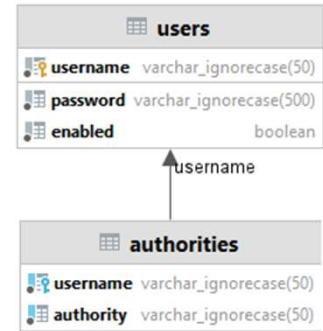 users
username varchar_ignorecase(50)
password varchar_ignorecase(500)
enabled boolean
username
authorities
username varchar_ignorecase(50)
authority varchar_ignorecase(50)